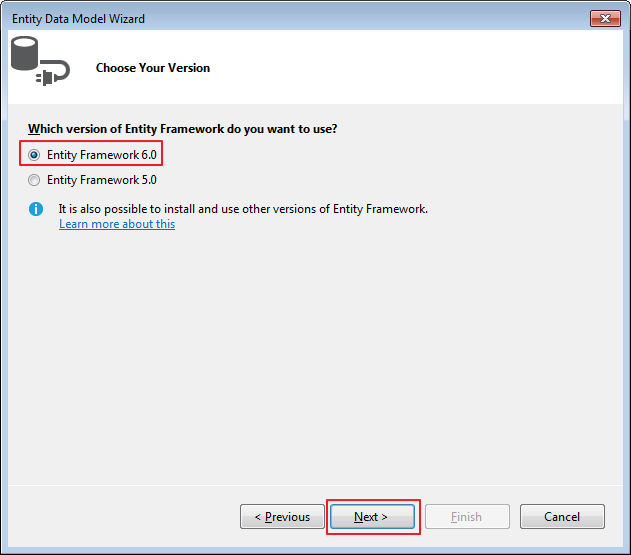 Entity Data Model Wizard
Choose Your Version
Which version of Entity Framework do you want to use?
Entity Framework 6.0
Entity Framework 5.0
It is also possible to install and use other versions of Entity Framework.
Learn more about this
< Previous
Next >
Finish
Cancel